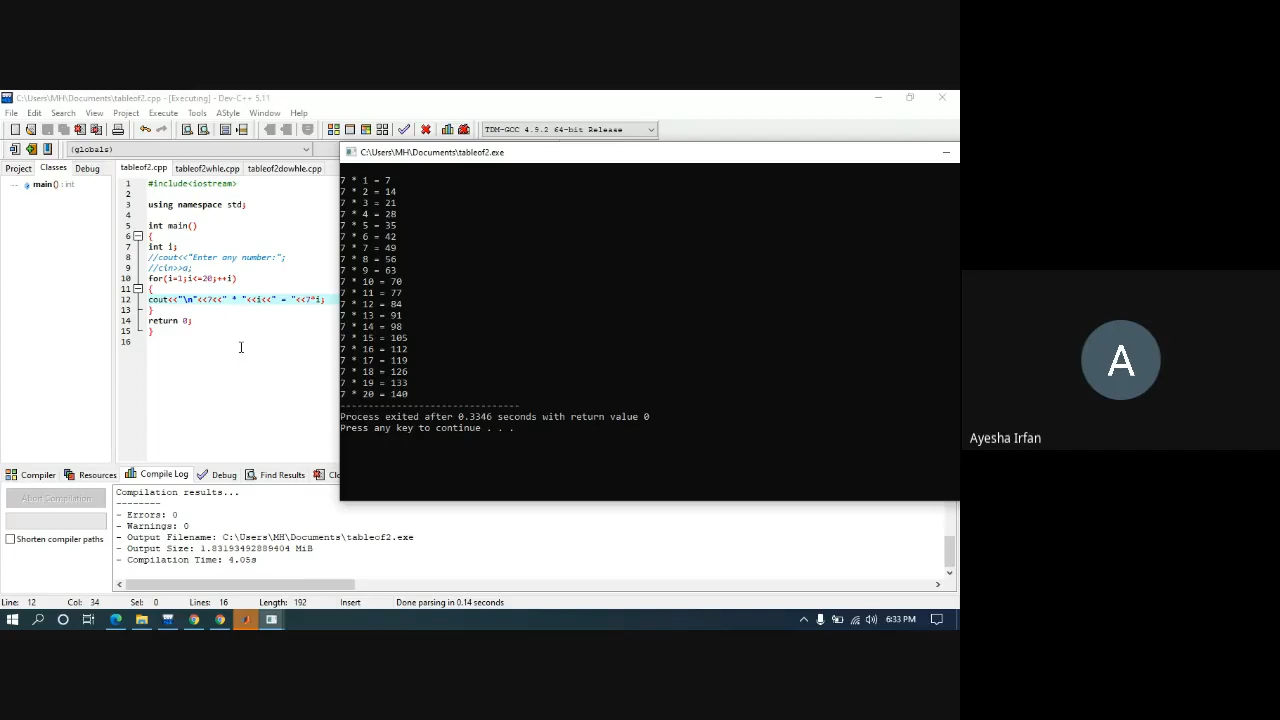 C:\Users\MH\Documents\tableof2.cpp - [Executing] - Dev-C++ 5.11
File Edit Search View Project Execute Tools AStyle Window Help
TDM-GCC 4.9.2 64-bit Release
(globals)
Project Classes Debug
main() : int
tableof2.cpp tableof2whle.cpp tableof2dowhle.cpp
1 #include<iostream>
2
3 using namespace std;
4
5 int main()
6 {
7 int i;
8 //cout<<"Enter any number:";
9 //cin>>a;
10 for(i=1;i<=20;++i)
11 {
12 cout<<"\n"<<7<<" * "<<i<<" = "<<7*i;
13 }
14 return 0;
15 }
16
C:\Users\MH\Documents\tableof2.exe
7 * 1 = 7
7 * 2 = 14
7 * 3 = 21
7 * 4 = 28
7 * 5 = 35
7 * 6 = 42
7 * 7 = 49
7 * 8 = 56
7 * 9 = 63
7 * 10 = 70
7 * 11 = 77
7 * 12 = 84
7 * 13 = 91
7 * 14 = 98
7 * 15 = 105
7 * 16 = 112
7 * 17 = 119
7 * 18 = 126
7 * 19 = 133
7 * 20 = 140
--------------------------------
Process exited after 0.3346 seconds with return value 0
Press any key to continue . . .
A
Ayesha Irfan
Compiler Resources Compile Log Debug Find Results
Abort Compilation
Shorten compiler paths
Compilation results...
--------
- Errors: 0
- Warnings: 0
- Output Filename: C:\Users\MH\Documents\tableof2.exe
- Output Size: 1.83193492889404 MiB
- Compilation Time: 4.05s
Line: 12 Col: 34 Sel: 0 Lines: 16 Length: 192 Insert Done parsing in 0.14 seconds
6:33 PM